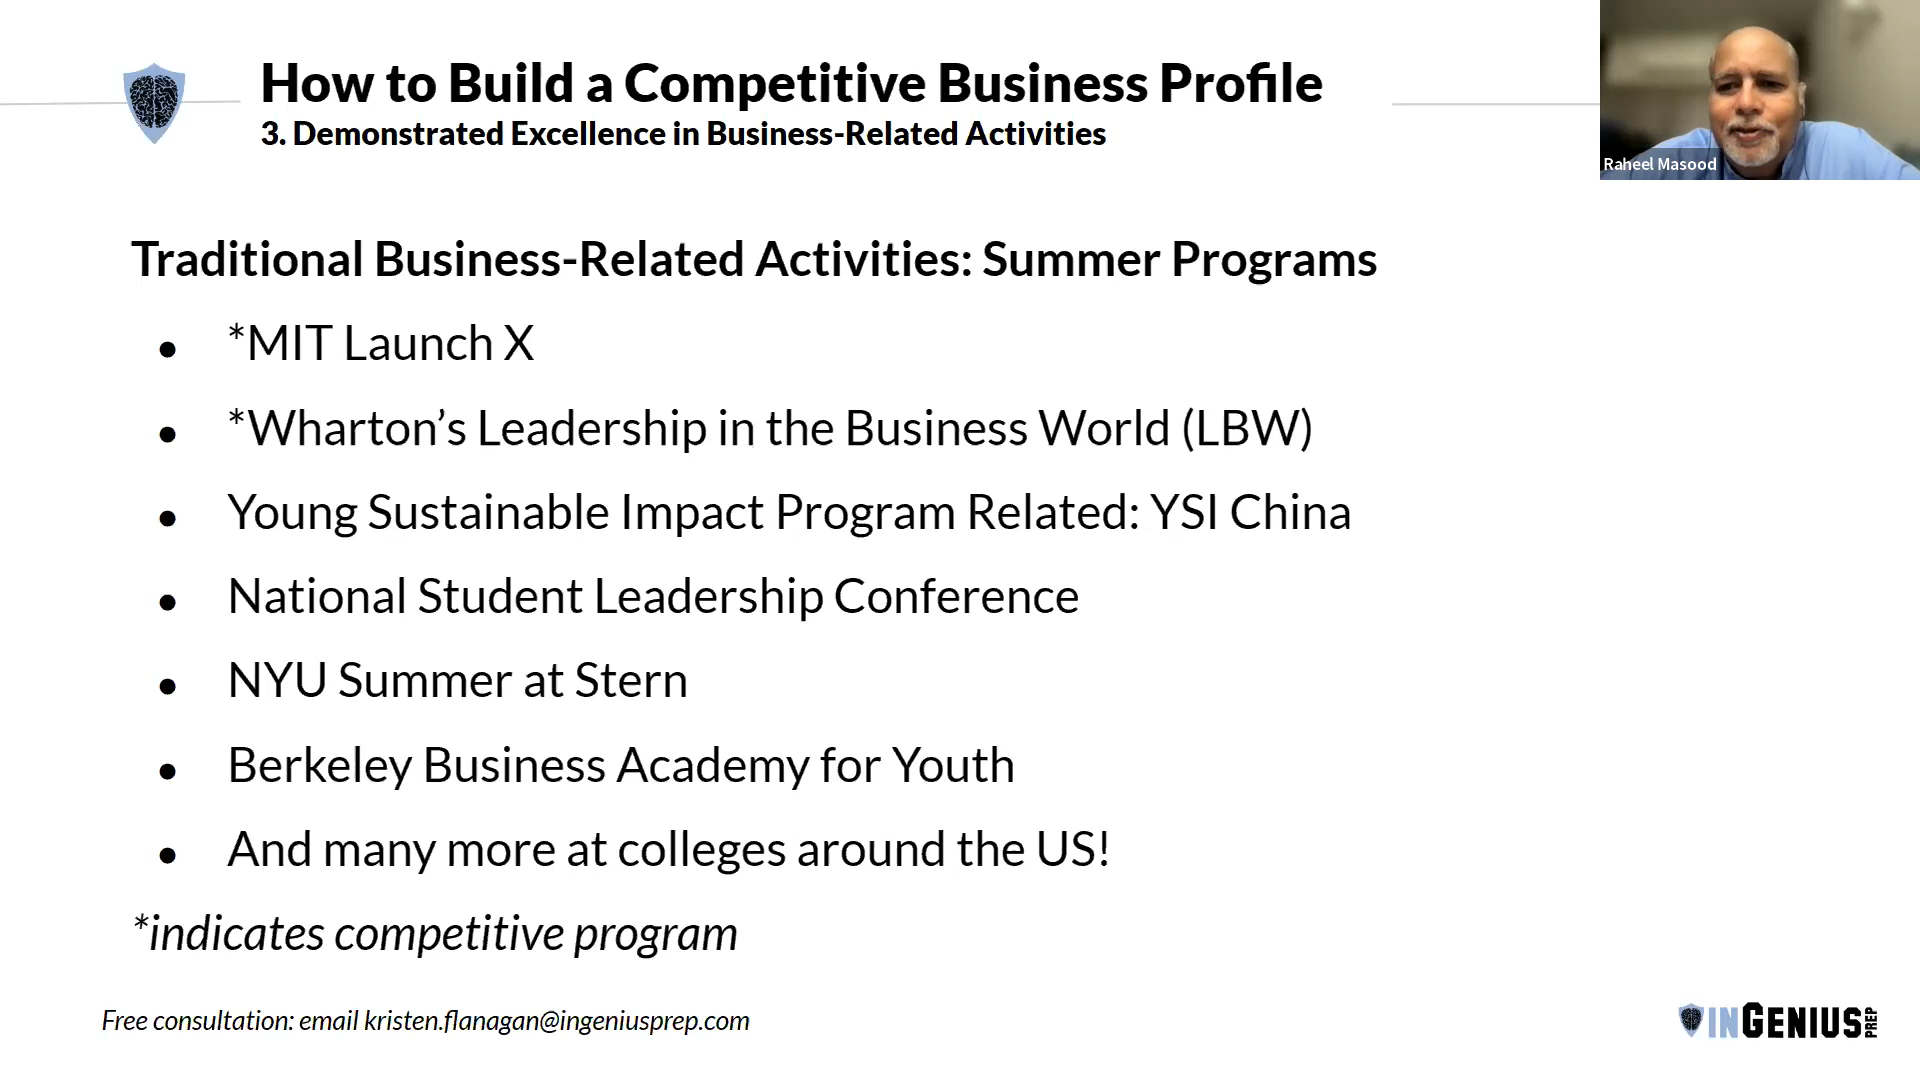 How to Build a Competitive Business Profile
3. Demonstrated Excellence in Business-Related Activities
Raheel Masood
Traditional Business-Related Activities: Summer Programs
● *MIT Launch X
● *Wharton’s Leadership in the Business World (LBW)
● Young Sustainable Impact Program Related: YSI China
● National Student Leadership Conference
● NYU Summer at Stern
● Berkeley Business Academy for Youth
● And many more at colleges around the US!
*indicates competitive program
Free consultation: email kristen.flanagan@ingeniusprep.com
INGENIUS PREP